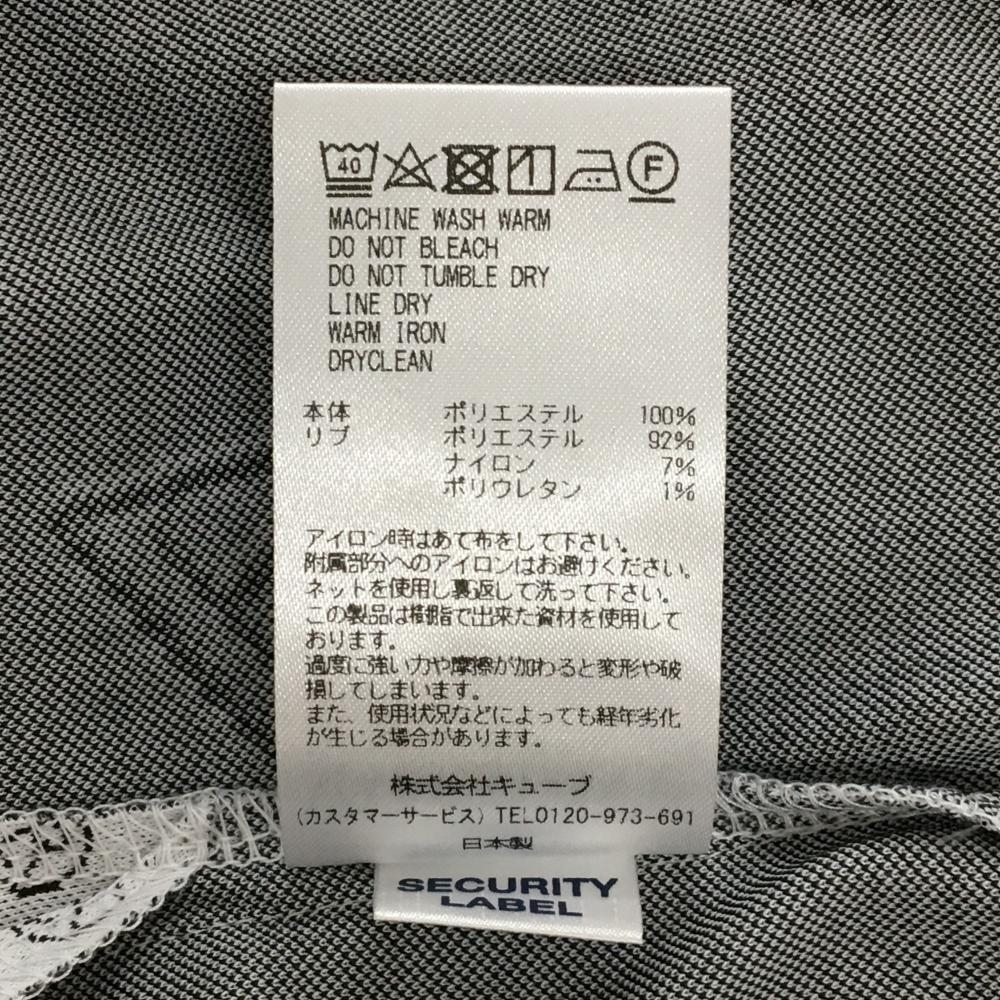 40 F
MACHINE WASH WARM
DO NOT BLEACH
DO NOT TUMBLE DRY
LINE DRY
WARM IRON
DRYCLEAN
本体 ポリエステル 100%
リブ ポリエステル 92%
ナイロン 7%
ポリウレタン 1%
アイロン時はあて布をして下さい。
附属部分へのアイロンはお避けください。
ネットを使用し裏返して洗って下さい。
この製品は樹脂で出来た資材を使用して
おります。
過度に強い力や摩擦が加わると変形や破
損してしまいます。
また、使用状況などによっても経年劣化
が生じる場合があります。
株式会社キューブ
(カスタマーサービス) TEL0120-973-691
日本製
SECURITY
LABEL